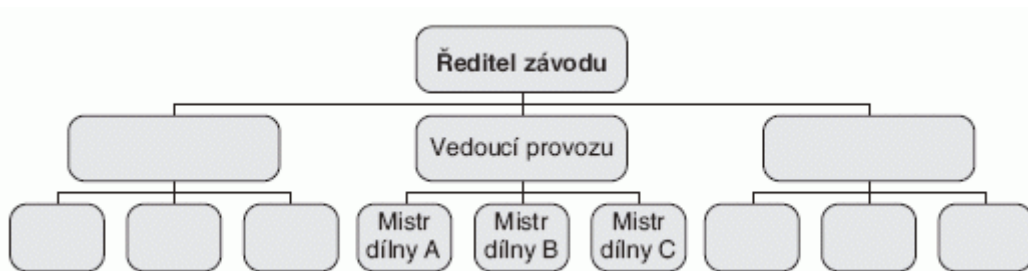 Ředitel závodu
Vedoucí provozu
Mistr
dílny A
Mistr
dílny B
Mistr
dílny C